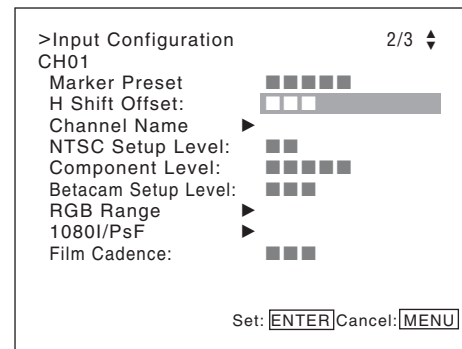 >Input Configuration 2/3
CH01
Marker Preset
H Shift Offset:
Channel Name
NTSC Setup Level:
Component Level:
Betacam Setup Level:
RGB Range
1080I/PsF
Film Cadence:
Set: ENTER Cancel: MENU